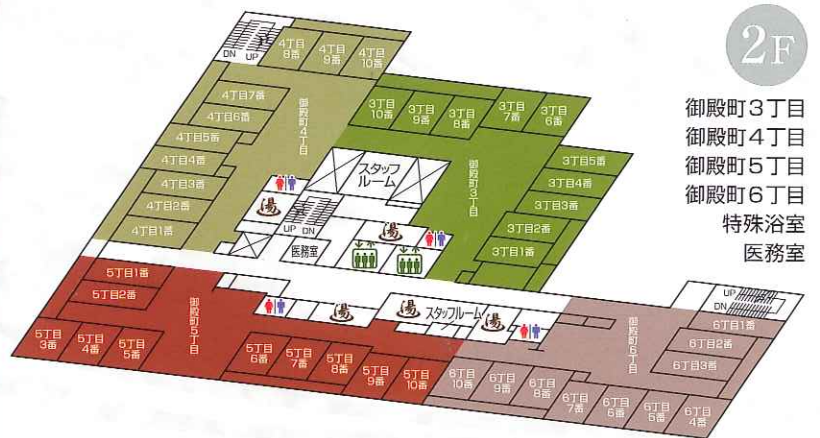 2F
御殿町3丁目
御殿町4丁目
御殿町5丁目
御殿町6丁目
特殊浴室
医務室
DN UP
4丁目
8番
4丁目
9番
4丁目
10番
4丁目7番
4丁目6番
4丁目5番
4丁目4番
4丁目3番
4丁目2番
4丁目1番
御殿町4丁目
3丁目
10番
3丁目
9番
3丁目
8番
3丁目
7番
3丁目
6番
3丁目5番
3丁目4番
3丁目3番
3丁目2番
3丁目1番
御殿町3丁目
スタッフ
ルーム
湯
UP DN
医務室
湯
5丁目1番
5丁目2番
5丁目
3番
5丁目
4番
5丁目
5番
御殿町5丁目
湯
湯
スタッフルーム
湯
5丁目
6番
5丁目
7番
5丁目
8番
5丁目
9番
5丁目
10番
御殿町6丁目
UP
DN
6丁目1番
6丁目2番
6丁目3番
6丁目
10番
6丁目
9番
6丁目
8番
6丁目
7番
6丁目
6番
6丁目
5番
6丁目
4番